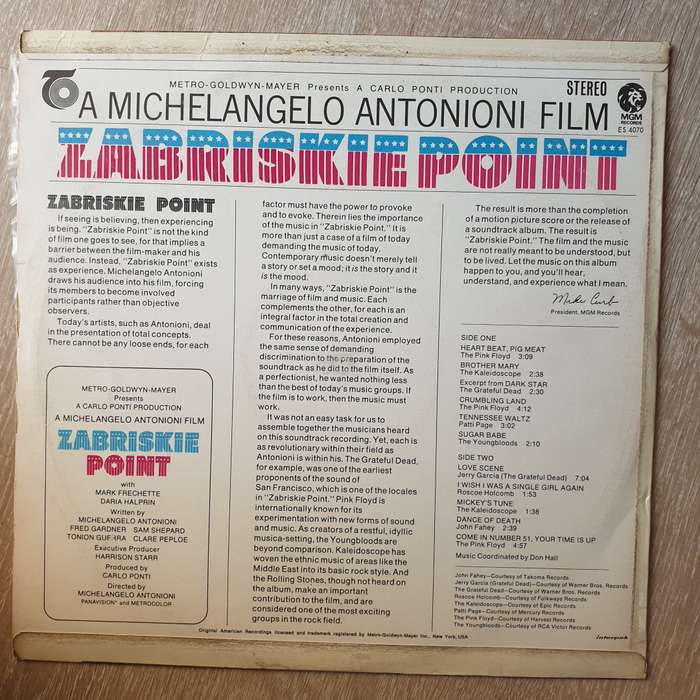 METRO-GOLDWYN-MAYER Presents A CARLO PONTI PRODUCTION
STEREO
A MICHELANGELO ANTONIONI FILM
MGM
RECORDS
ES 4070
ZABRISKIE POINT
ZABRISKIE POINT
If seeing is believing, then experiencing
is being. "Zabriskie Point" is not the kind
of film one goes to see, for that implies a
barrier between the film-maker and his
audience. Instead, "Zabriskie Point" exists
as experience. Michelangelo Antonioni
draws his audience into his film, forcing
its members to become involved
participants rather than objective
observers.
Today's artists, such as Antonioni, deal
in the presentation of total concepts.
There cannot be any loose ends, for each
factor must have the power to provoke
and to evoke. Therein lies the importance
of the music in "Zabriskie Point." It is
more than just a case of a film of today
demanding the music of today.
Contemporary music doesn't merely tell
a story or set a mood; it is the story and it
is the mood.
In many ways, "Zabriskie Point" is the
marriage of film and music. Each
complements the other, for each is an
integral factor in the total creation and
communication of the experience.
For these reasons, Antonioni employed
the same sense of demanding
discrimination to the preparation of the
soundtrack as he did to the film itself. As
a perfectionist, he wanted nothing less
than the best of today's music groups. If
the film is to work, then the music must
work.
It was not an easy task for us to
assemble together the musicians heard
on this soundtrack recording. Yet, each is
as revolutionary within their field as
Antonioni is within his. The Grateful Dead,
for example, was one of the earliest
proponents of the sound of
San Francisco, which is one of the locales
in "Zabriskie Point." Pink Floyd is
internationally known for its
experimentation with new forms of sound
and music. As creators of a restful, idyllic
musica-setting, the Youngbloods are
beyond comparison. Kaleidoscope has
woven the ethnic music of areas like the
Middle East into its basic rock style. And
the Rolling Stones, though not heard on
the album, make an important
contribution to the film, and are
considered one of the most exciting
groups in the rock field.
The result is more than the completion
of a motion picture score or the release of
a soundtrack album. The result is
"Zabriskie Point." The film and the music
are not really meant to be understood, but
to be lived. Let the music on this album
happen to you, and you'll hear,
understand, and experience what I mean.
Mike Curb
President, MGM Records
SIDE ONE
HEART BEAT, PIG MEAT
The Pink Floyd 3:09
BROTHER MARY
The Kaleidoscope 2:38
Excerpt from DARK STAR
The Grateful Dead 2:30
CRUMBLING LAND
The Pink Floyd 4:12
TENNESSEE WALTZ
Patti Page 3:02
SUGAR BABE
The Youngbloods 2:10
SIDE TWO
LOVE SCENE
Jerry Garcia (The Grateful Dead) 7:04
I WISH I WAS A SINGLE GIRL AGAIN
Roscoe Holcomb 1:53
MICKEY'S TUNE
The Kaleidoscope 1:38
DANCE OF DEATH
John Fahey 2:39
COME IN NUMBER 51, YOUR TIME IS UP
The Pink Floyd 4:57
Music Coordinated by Don Hall
John Fahey—Courtesy of Takoma Records
Jerry Garcia (Grateful Dead)—Courtesy of Warner Bros. Records
The Grateful Dead—Courtesy of Warner Bros. Records
Roscoe Holcomb—Courtesy of Folkways Records
The Kaleidoscope—Courtesy of Epic Records
Patti Page—Courtesy of Mercury Records
The Pink Floyd—Courtesy of Harvest Records
The Youngbloods—Courtesy of RCA Victor Records
METRO-GOLDWYN-MAYER
Presents
A CARLO PONTI PRODUCTION
A MICHELANGELO ANTONIONI FILM
ZABRISKIE
POINT
with
MARK FRECHETTE
DARIA HALPRIN
Written by
MICHELANGELO ANTONIONI
FRED GARDNER SAM SHEPARD
TONION GUERRA CLARE PEPLOE
Executive Producer
HARRISON STARR
Produced by
CARLO PONTI
Directed by
MICHELANGELO ANTONIONI
PANAVISION® and METROCOLOR
Original American Recordings licensed and trademark registered by Metro-Goldwyn-Mayer Inc., New York, USA
interpak